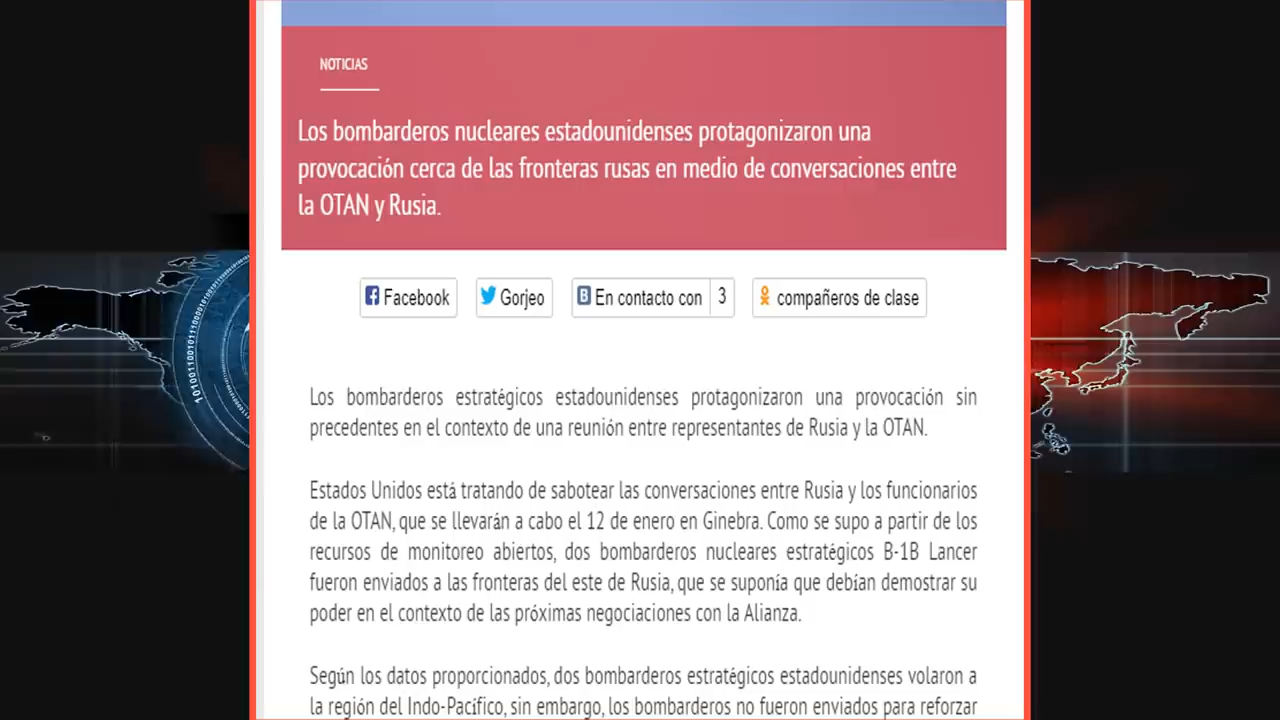 NOTICIAS
Los bombarderos nucleares estadounidenses protagonizaron una
provocación cerca de las fronteras rusas en medio de conversaciones entre
la OTAN y Rusia.
Facebook
Gorjeo
En contacto con
3
compañeros de clase
Los bombarderos estratégicos estadounidenses protagonizaron una provocación sin
precedentes en el contexto de una reunión entre representantes de Rusia y la OTAN.
Estados Unidos está tratando de sabotear las conversaciones entre Rusia y los funcionarios
de la OTAN, que se llevarán a cabo el 12 de enero en Ginebra. Como se supo a partir de los
recursos de monitoreo abiertos, dos bombarderos nucleares estratégicos B-1B Lancer
fueron enviados a las fronteras del este de Rusia, que se suponía que debían demostrar su
poder en el contexto de las próximas negociaciones con la Alianza.
Según los datos proporcionados, dos bombarderos estratégicos estadounidenses volaron a
la región del Indo-Pacífico, sin embargo, los bombarderos no fueron enviados para reforzar